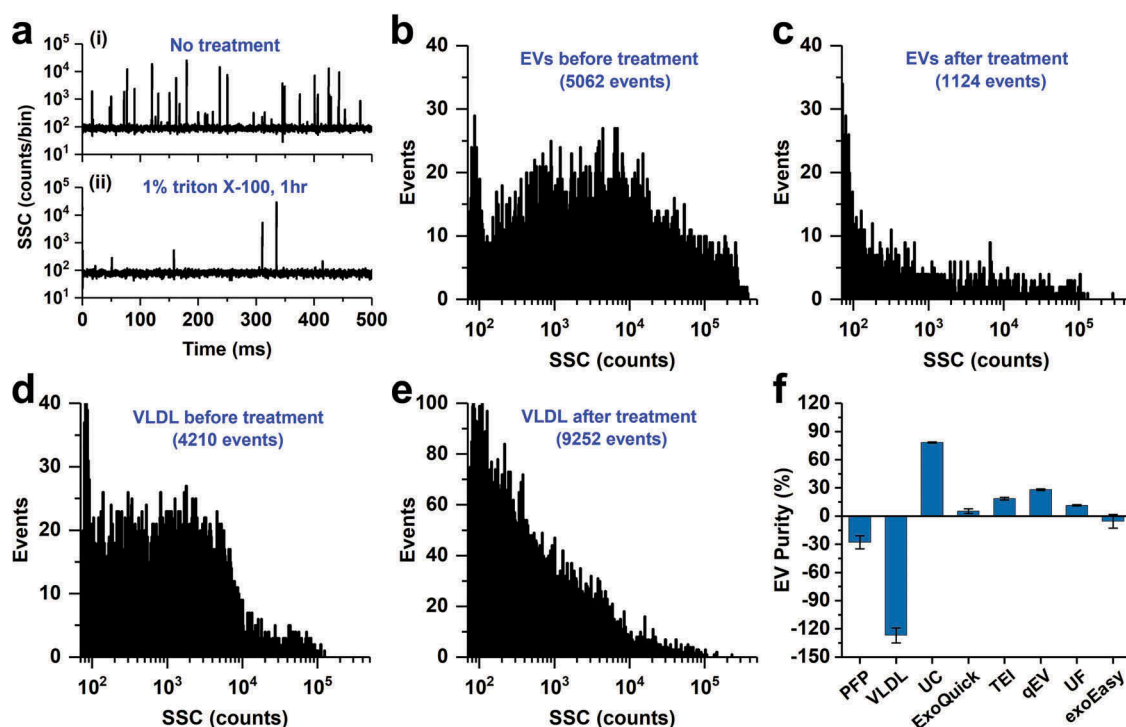 a
(i)
No treatment
10^5
10^4
10^3
10^2
10^1
(ii)
1% triton X-100, 1hr
10^5
10^4
10^3
10^2
10^1
SSC (counts/bin)
0 100 200 300 400 500
Time (ms)
b
EVs before treatment
(5062 events)
40
30
20
10
0
Events
10^2 10^3 10^4 10^5
SSC (counts)
c
EVs after treatment
(1124 events)
40
30
20
10
0
Events
10^2 10^3 10^4 10^5
SSC (counts)
d
VLDL before treatment
(4210 events)
40
30
20
10
0
Events
10^2 10^3 10^4 10^5
SSC (counts)
e
VLDL after treatment
(9252 events)
100
80
60
40
20
0
Events
10^2 10^3 10^4 10^5
SSC (counts)
f
120
90
60
30
0
-30
-60
-90
-120
-150
EV Purity (%)
PFP VLDL UC ExoQuick TEI qEV UF exoEasy